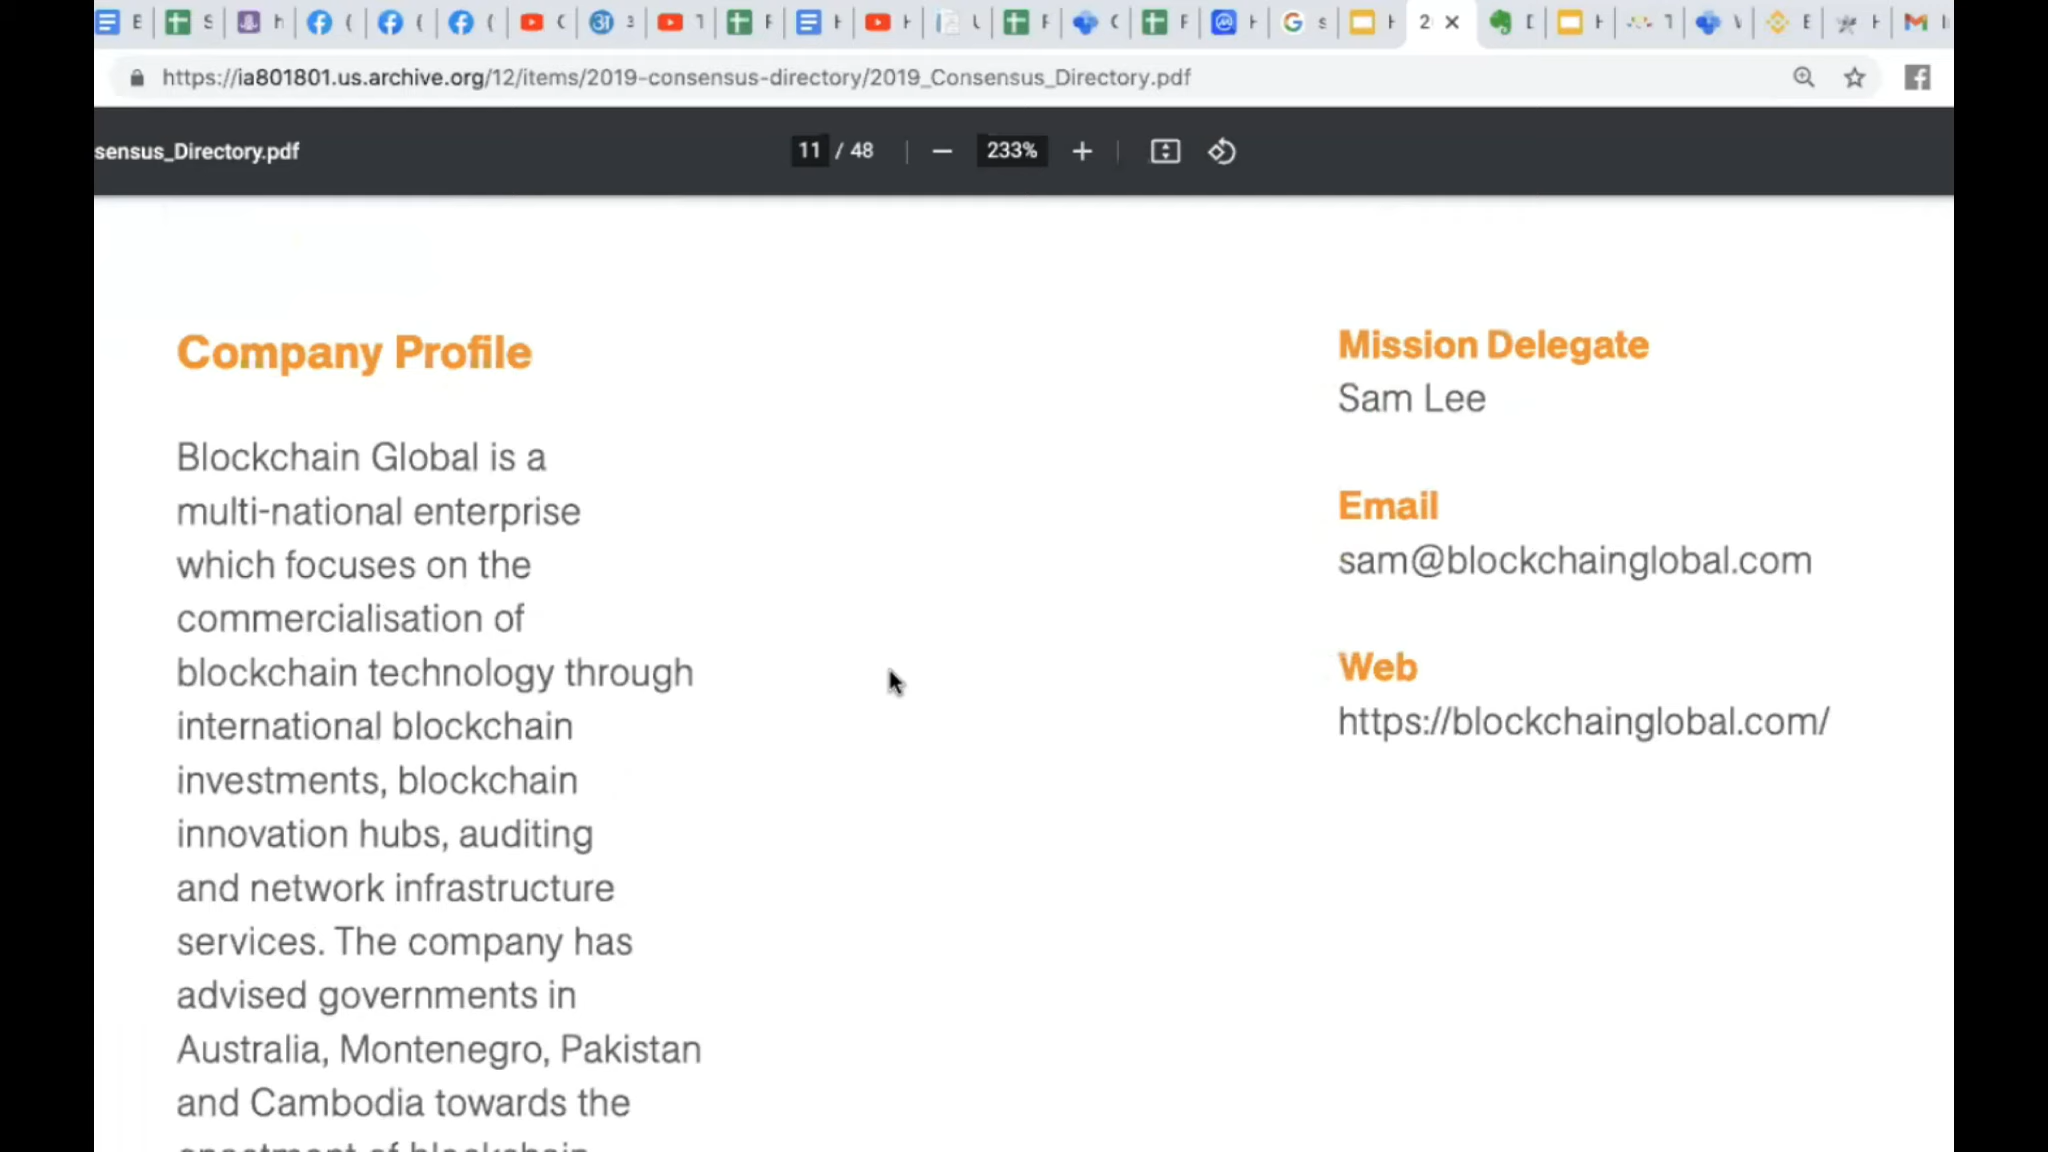 https://ia801801.us.archive.org/12/items/2019-consensus-directory/2019_Consensus_Directory.pdf
sensus_Directory.pdf
11 / 48
233%
Company Profile
Blockchain Global is a
multi-national enterprise
which focuses on the
commercialisation of
blockchain technology through
international blockchain
investments, blockchain
innovation hubs, auditing
and network infrastructure
services. The company has
advised governments in
Australia, Montenegro, Pakistan
and Cambodia towards the
Mission Delegate
Sam Lee
Email
sam@blockchainglobal.com
Web
https://blockchainglobal.com/